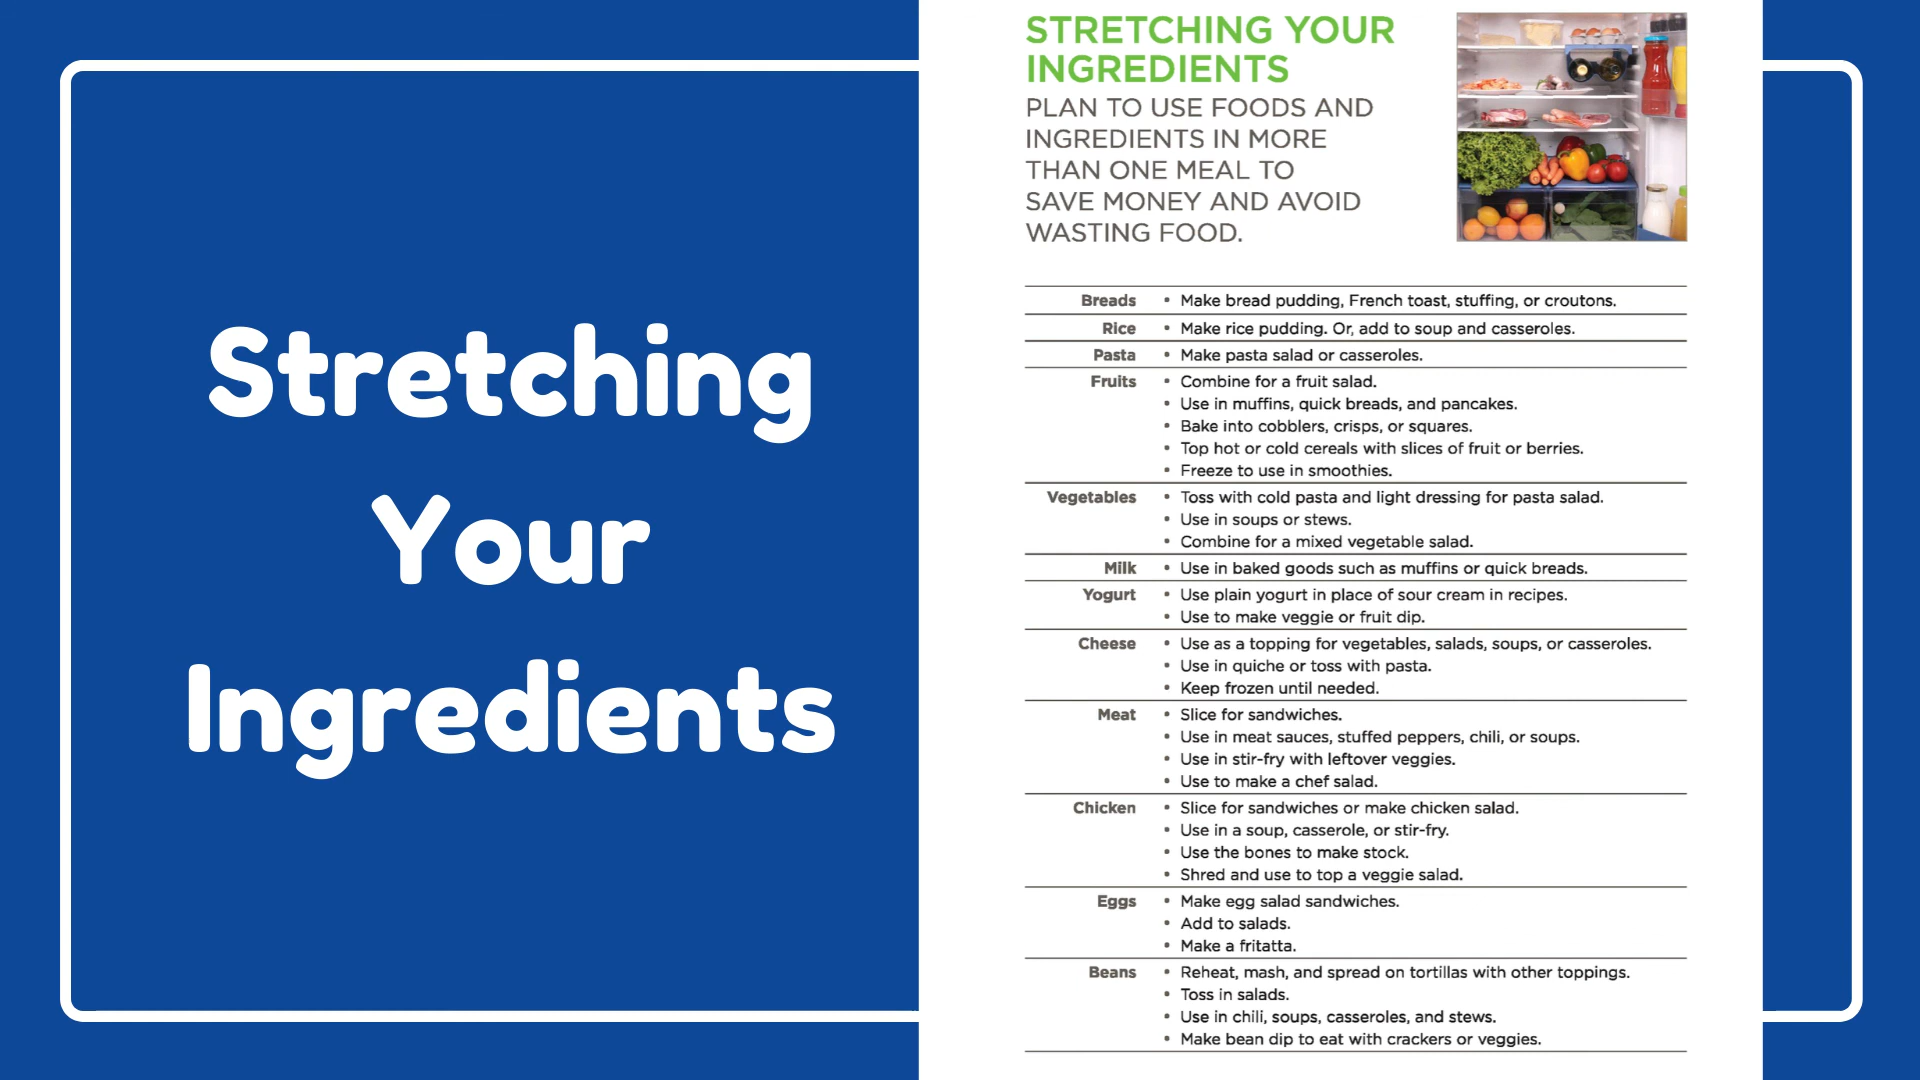 Stretching
Your
Ingredients
STRETCHING YOUR
INGREDIENTS
PLAN TO USE FOODS AND
INGREDIENTS IN MORE
THAN ONE MEAL TO
SAVE MONEY AND AVOID
WASTING FOOD.
Breads • Make bread pudding, French toast, stuffing, or croutons.
Rice • Make rice pudding. Or, add to soup and casseroles.
Pasta • Make pasta salad or casseroles.
Fruits • Combine for a fruit salad.
• Use in muffins, quick breads, and pancakes.
• Bake into cobblers, crisps, or squares.
• Top hot or cold cereals with slices of fruit or berries.
• Freeze to use in smoothies.
Vegetables • Toss with cold pasta and light dressing for pasta salad.
• Use in soups or stews.
• Combine for a mixed vegetable salad.
Milk • Use in baked goods such as muffins or quick breads.
Yogurt • Use plain yogurt in place of sour cream in recipes.
• Use to make veggie or fruit dip.
Cheese • Use as a topping for vegetables, salads, soups, or casseroles.
• Use in quiche or toss with pasta.
• Keep frozen until needed.
Meat • Slice for sandwiches.
• Use in meat sauces, stuffed peppers, chili, or soups.
• Use in stir-fry with leftover veggies.
• Use to make a chef salad.
Chicken • Slice for sandwiches or make chicken salad.
• Use in a soup, casserole, or stir-fry.
• Use the bones to make stock.
• Shred and use to top a veggie salad.
Eggs • Make egg salad sandwiches.
• Add to salads.
• Make a fritatta.
Beans • Reheat, mash, and spread on tortillas with other toppings.
• Toss in salads.
• Use in chili, soups, casseroles, and stews.
• Make bean dip to eat with crackers or veggies.